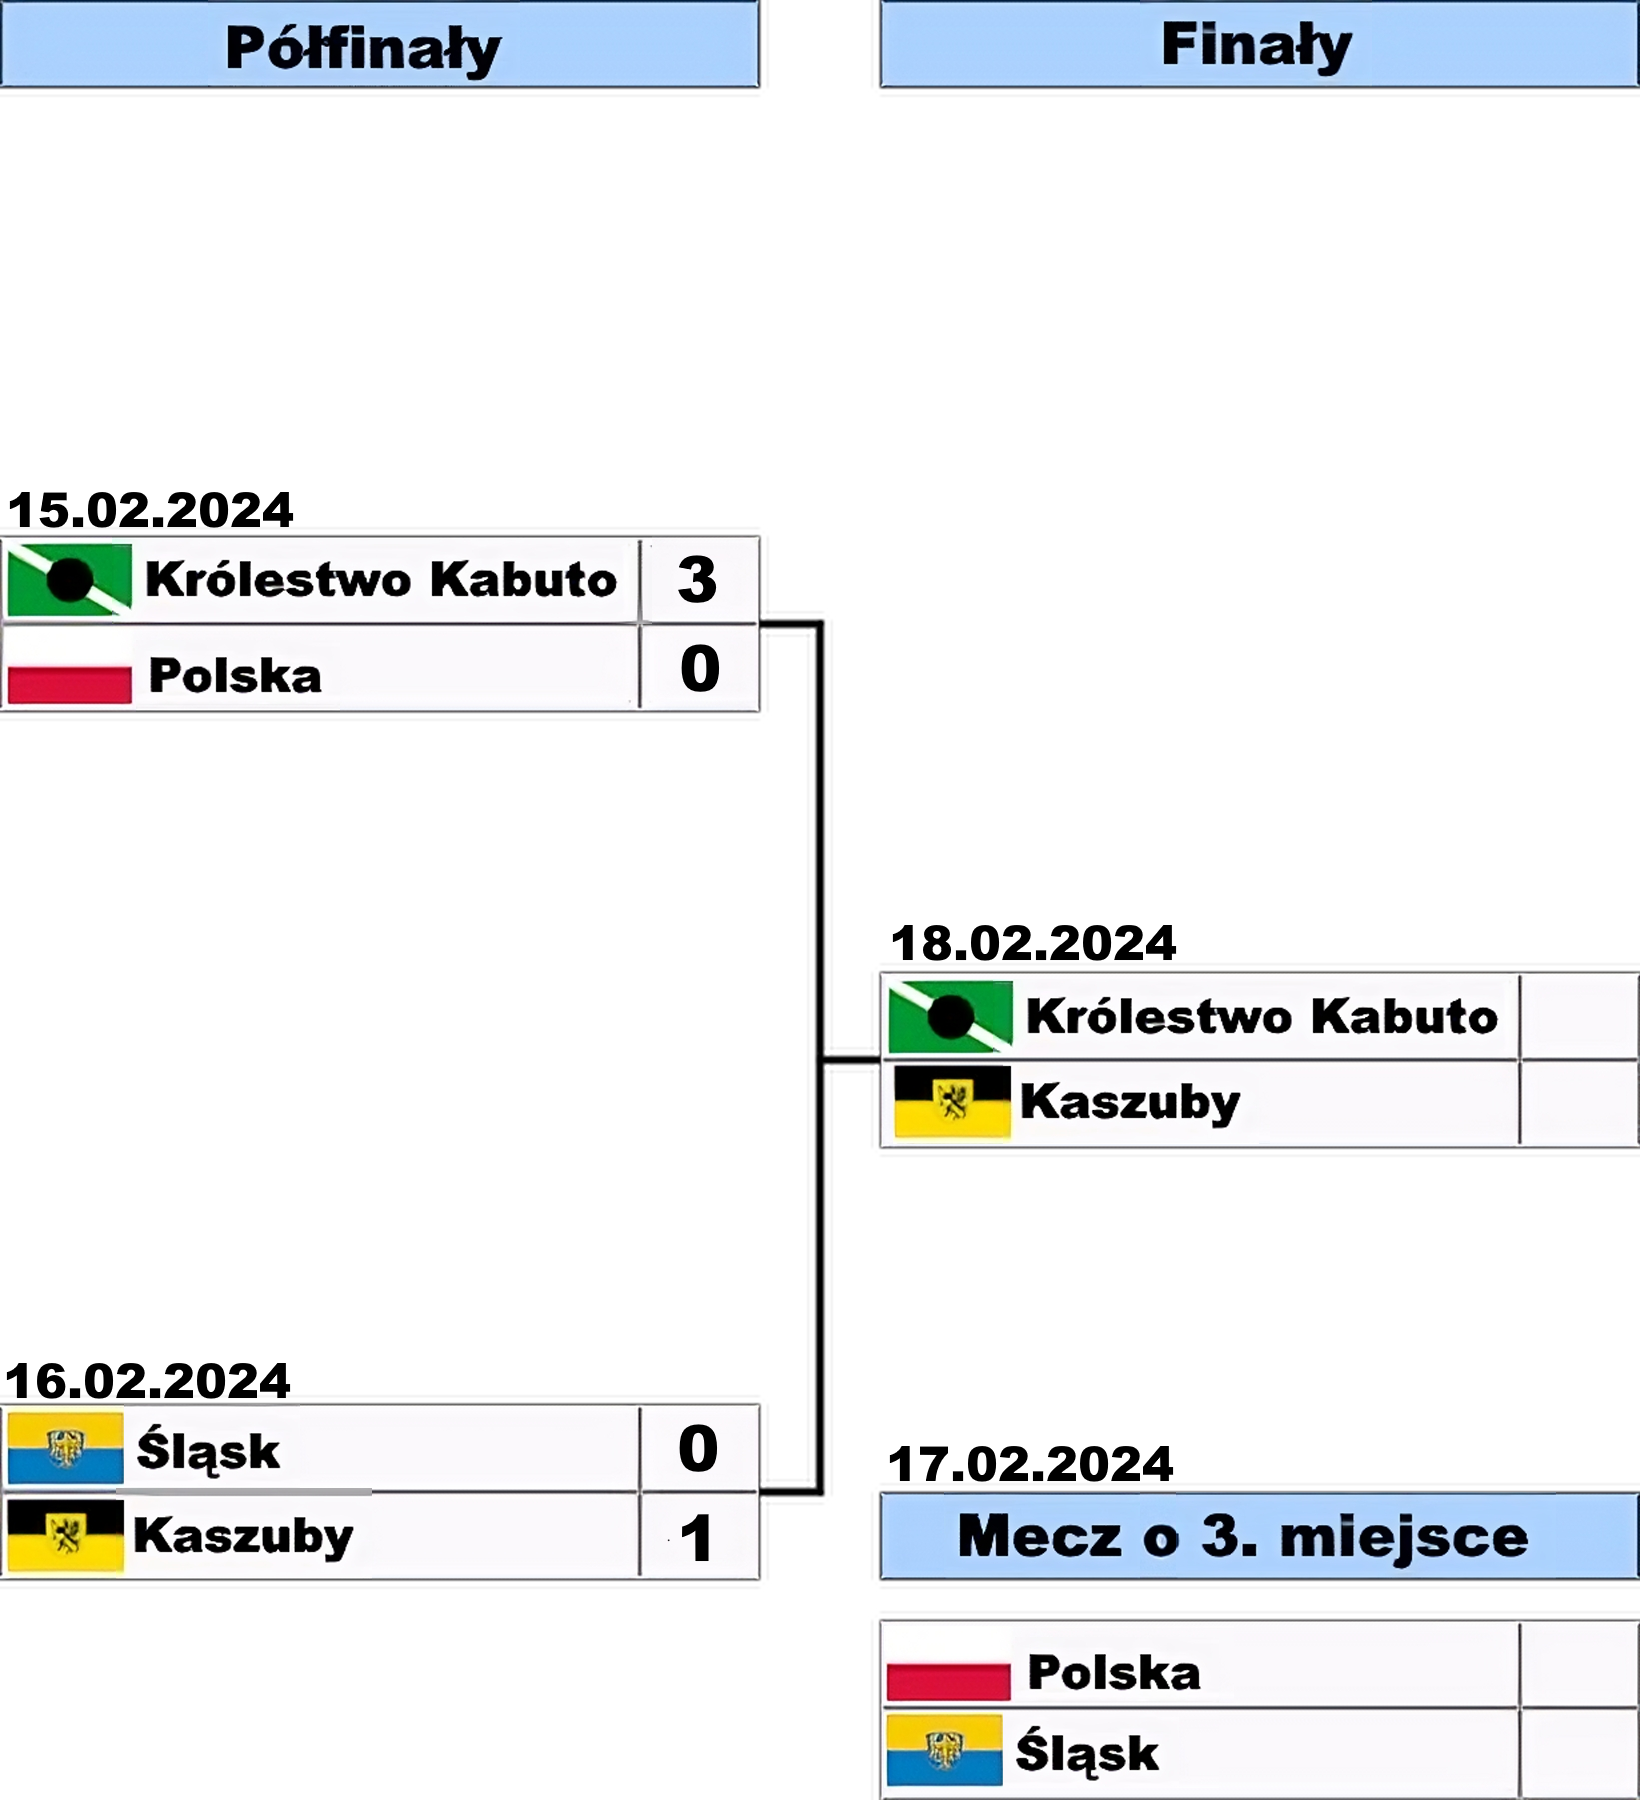 Półfinały
Finały
15.02.2024
Królestwo Kabuto 3
Polska 0
18.02.2024
Królestwo Kabuto
Kaszuby
16.02.2024
Śląsk 0
Kaszuby 1
17.02.2024
Mecz o 3. miejsce
Polska
Śląsk